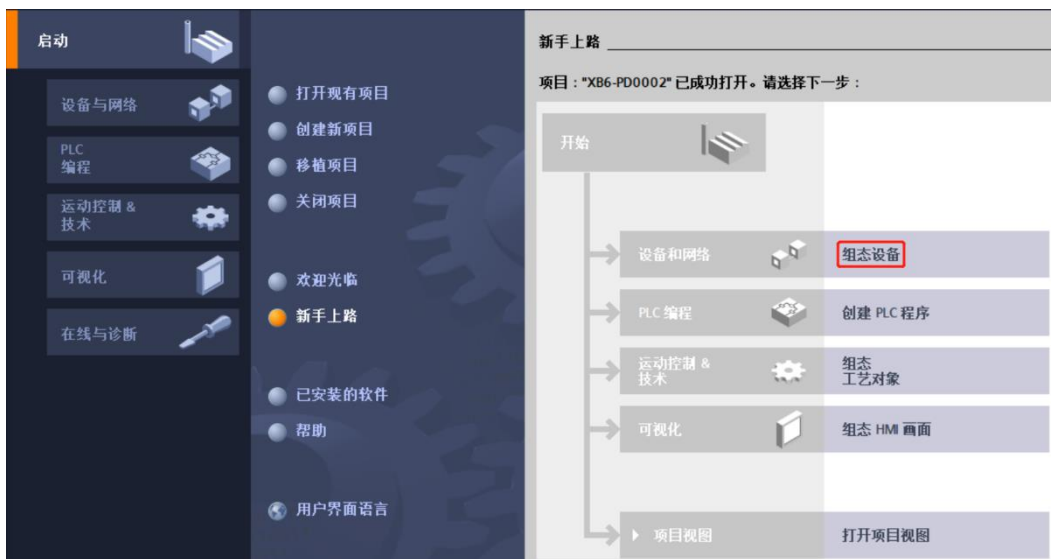 启动
设备与网络
PLC
编程
运动控制 &
技术
可视化
在线与诊断
打开现有项目
创建新项目
移植项目
关闭项目
欢迎光临
新手上路
已安装的软件
帮助
用户界面语言
新手上路
项目："XB6-PD0002" 已成功打开。请选择下一步：
开始
设备和网络
组态设备
PLC 编程
创建 PLC 程序
运动控制 &
技术
组态
工艺对象
可视化
组态 HMI 画面
项目视图
打开项目视图